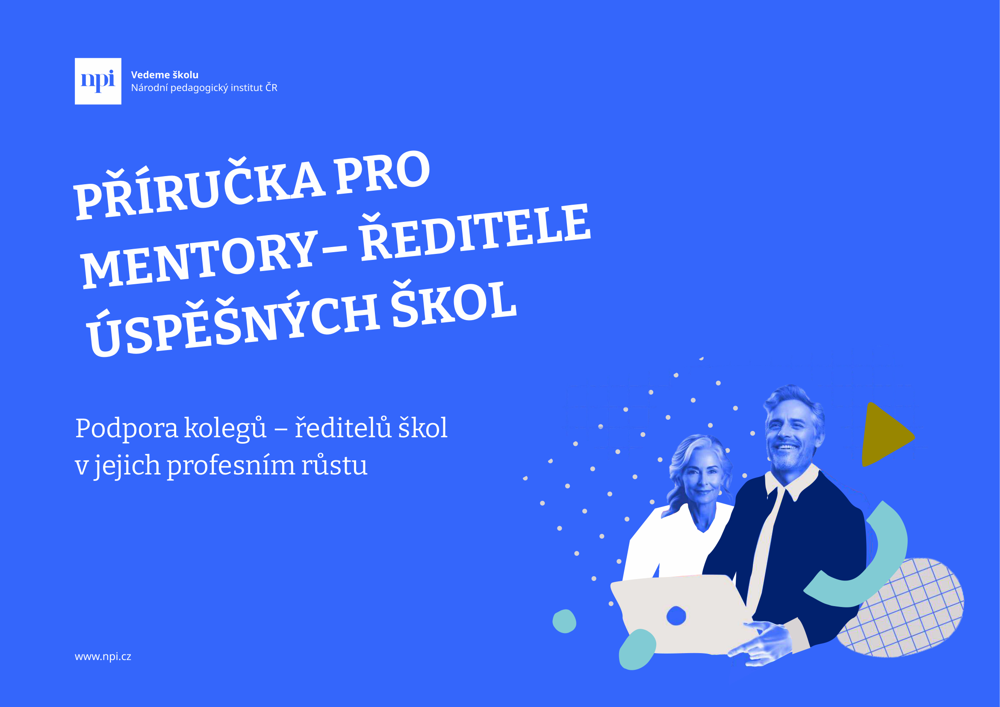 npi
Vedeme školu
Národní pedagogický institut ČR
PŘÍRUČKA PRO
MENTORY– ŘEDITELE
ÚSPĚŠNÝCH ŠKOL
Podpora kolegů – ředitelů škol
v jejich profesním růstu
www.npi.cz